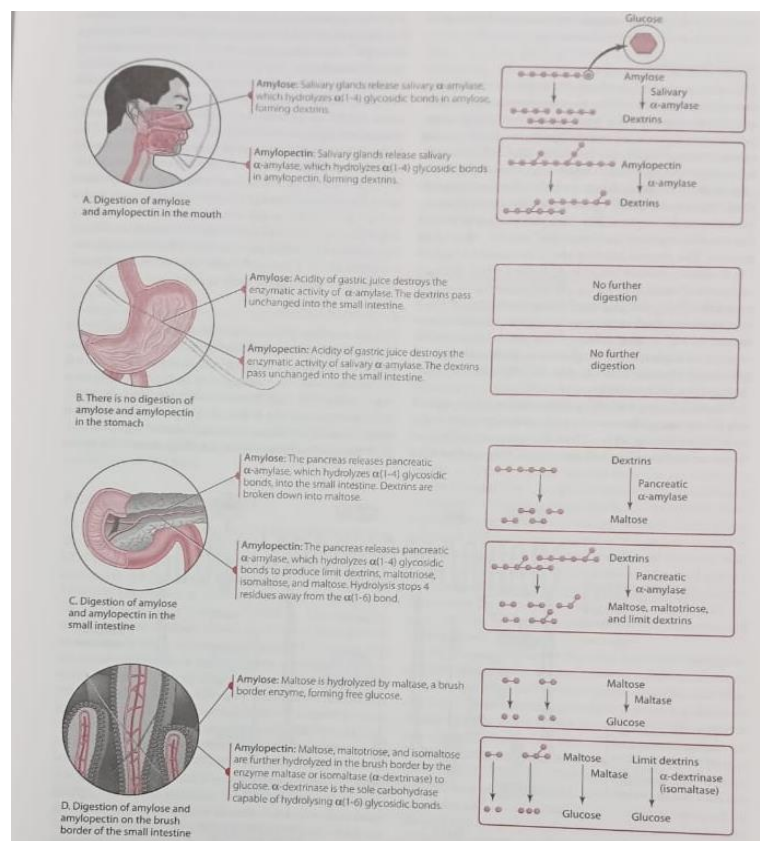 Glucose
Amylose: Salivary glands release salivary α-amylase,
which hydrolyzes α(1-4) glycosidic bonds in amylose,
forming dextrins.
Amylose
Salivary
α-amylase
Dextrins
Amylopectin: Salivary glands release salivary
α-amylase, which hydrolyzes α(1-4) glycosidic bonds
in amylopectin, forming dextrins.
Amylopectin
α-amylase
Dextrins
A. Digestion of amylose
and amylopectin in the mouth
Amylose: Acidity of gastric juice destroys the
enzymatic activity of α-amylase. The dextrins pass
unchanged into the small intestine.
No further
digestion
Amylopectin: Acidity of gastric juice destroys the
enzymatic activity of salivary α-amylase. The dextrins
pass unchanged into the small intestine.
No further
digestion
B. There is no digestion of
amylose and amylopectin
in the stomach
Amylose: The pancreas releases pancreatic
α-amylase, which hydrolyzes α(1-4) glycosidic
bonds, into the small intestine. Dextrins are
broken down into maltose.
Dextrins
Pancreatic
α-amylase
Maltose
Amylopectin: The pancreas releases pancreatic
α-amylase, which hydrolyzes α(1-4) glycosidic
bonds to produce limit dextrins, maltotriose,
isomaltose, and maltose. Hydrolysis stops 4
residues away from the α(1-6) bond.
Dextrins
Pancreatic
α-amylase
Maltose, maltotriose,
and limit dextrins
C. Digestion of amylose
and amylopectin in the
small intestine
Amylose: Maltose is hydrolyzed by maltase, a brush
border enzyme, forming free glucose.
Maltose
Maltase
Glucose
Amylopectin: Maltose, maltotriose, and isomaltose
are further hydrolyzed in the brush border by the
enzyme maltase or isomaltase (α-dextrinase) to
glucose. α-dextrinase is the sole carbohydrase
capable of hydrolysing α(1-6) glycosidic bonds.
Maltose
Maltase
Glucose
Limit dextrins
α-dextrinase
(isomaltase)
Glucose
D. Digestion of amylose and
amylopectin on the brush
border of the small intestine